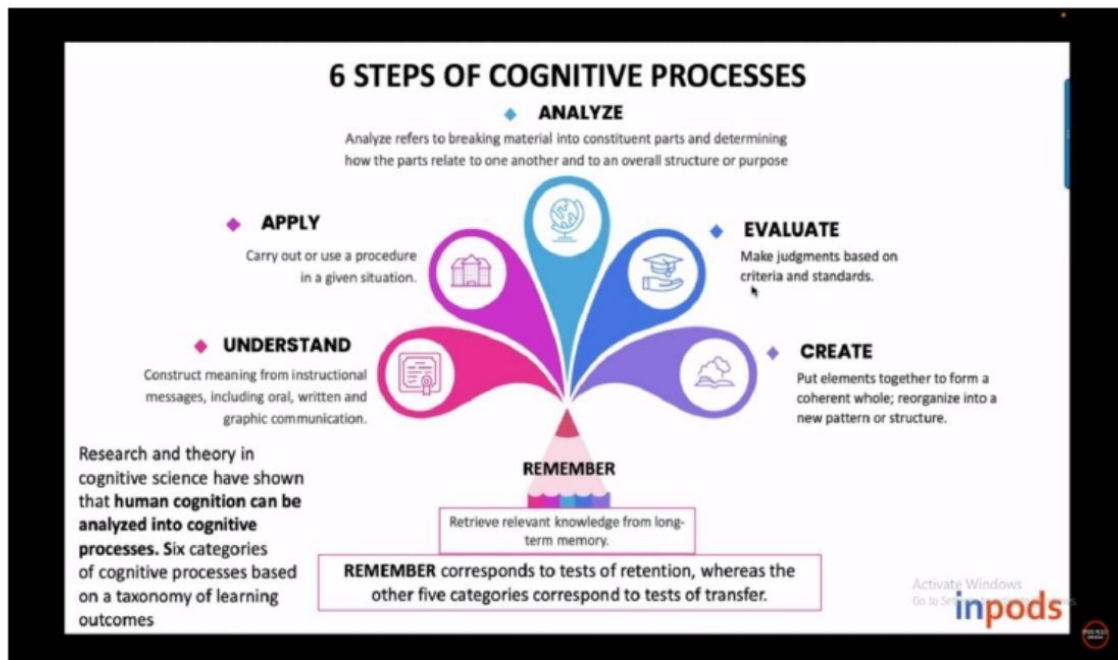 6 STEPS OF COGNITIVE PROCESSES
ANALYZE
Analyze refers to breaking material into constituent parts and determining
how the parts relate to one another and to an overall structure or purpose
APPLY
Carry out or use a procedure
in a given situation.
EVALUATE
Make judgments based on
criteria and standards.
UNDERSTAND
Construct meaning from instructional
messages, including oral, written and
graphic communication.
CREATE
Put elements together to form a
coherent whole; reorganize into a
new pattern or structure.
REMEMBER
Retrieve relevant knowledge from long-
term memory.
Research and theory in
cognitive science have shown
that human cognition can be
analyzed into cognitive
processes. Six categories
of cognitive processes based
on a taxonomy of learning
outcomes
REMEMBER corresponds to tests of retention, whereas the
other five categories correspond to tests of transfer.
Activate Windows
Go to
inpods